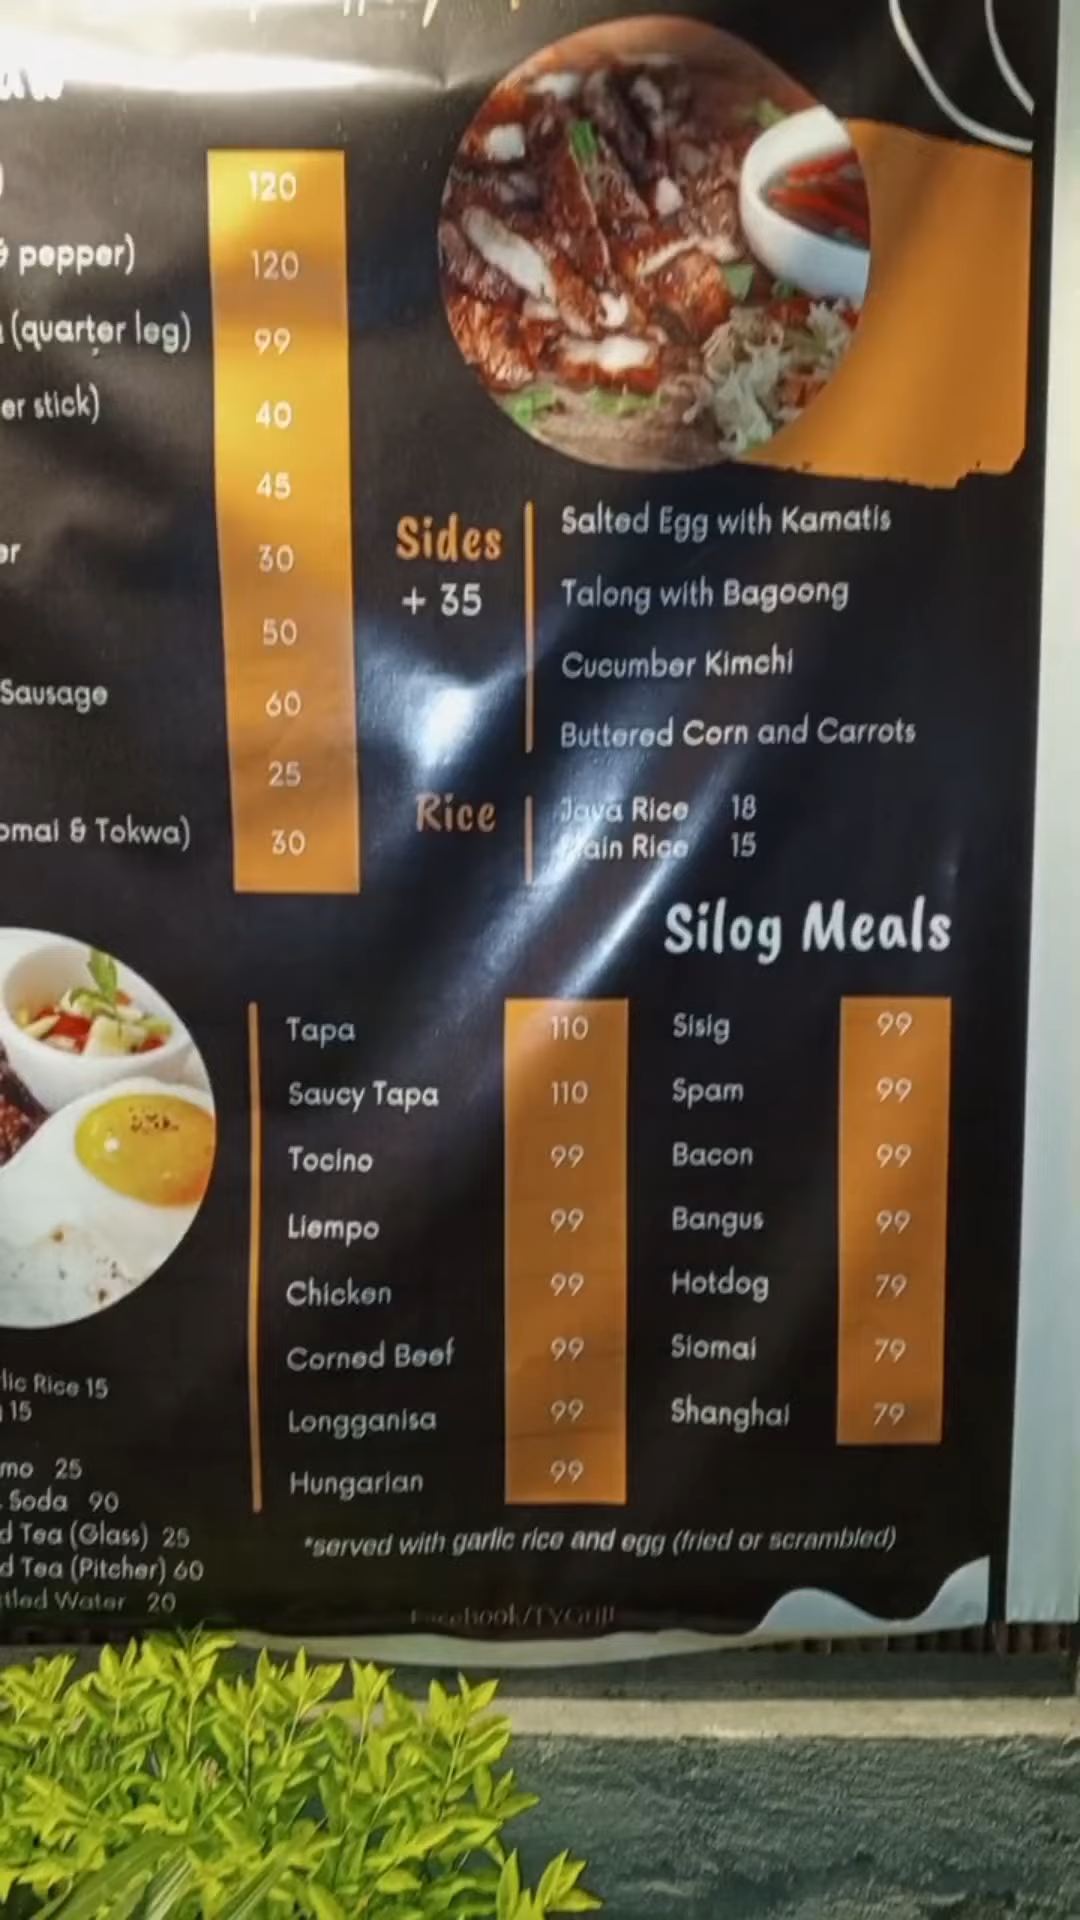 120
& pepper) 120
(quarter leg) 99
er stick) 40
45
er 30
50
Sausage 60
25
omai & Tokwa) 30
Sides
+ 35
Salted Egg with Kamatis
Talong with Bagoong
Cucumber Kimchi
Buttered Corn and Carrots
Rice
Java Rice 18
Plain Rice 15
Silog Meals
Tapa 110
Saucy Tapa 110
Tocino 99
Liempo 99
Chicken 99
Corned Beef 99
Longganisa 99
Hungarian 99
Sisig 99
Spam 99
Bacon 99
Bangus 99
Hotdog 79
Siomai 79
Shanghai 79
*served with garlic rice and egg (fried or scrambled)
lic Rice 15
15
mo 25
Soda 90
d Tea (Glass) 25
d Tea (Pitcher) 60
tled Water 20
Facebook/TYGrill